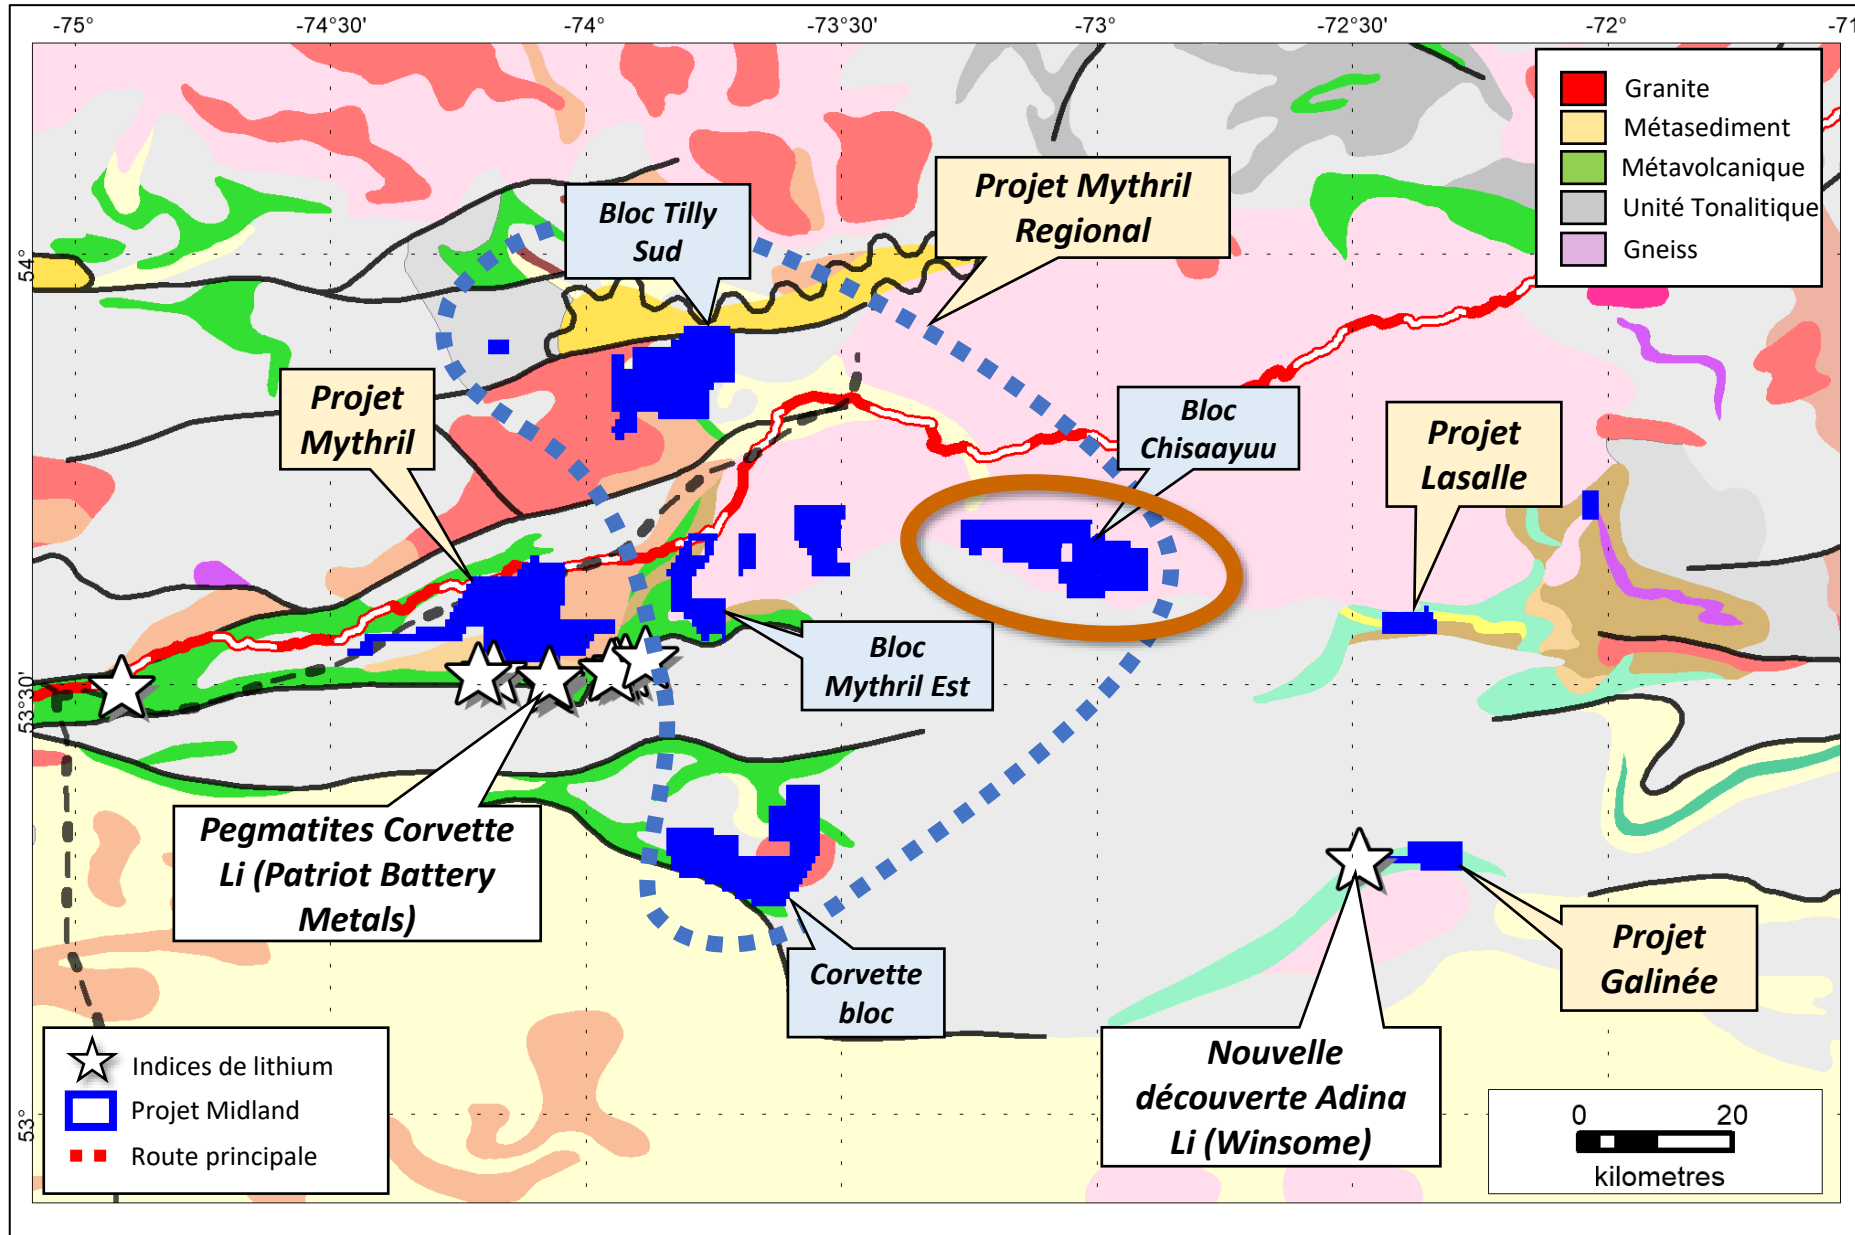 -75°
-74°30'
-74°
-73°30'
-73°
-72°30'
-72°
-71
54°
53°30'
53°
Granite
Métasediment
Métavolcanique
Unité Tonalitique
Gneiss
Projet Mythril
Regional
Bloc Tilly
Sud
Projet
Mythril
Bloc
Chisaayuu
Projet
Lasalle
Bloc
Mythril Est
Pegmatites Corvette
Li (Patriot Battery
Metals)
Corvette
bloc
Projet
Galinée
Nouvelle
découverte Adina
Li (Winsome)
Indices de lithium
Projet Midland
Route principale
0 20
kilometres